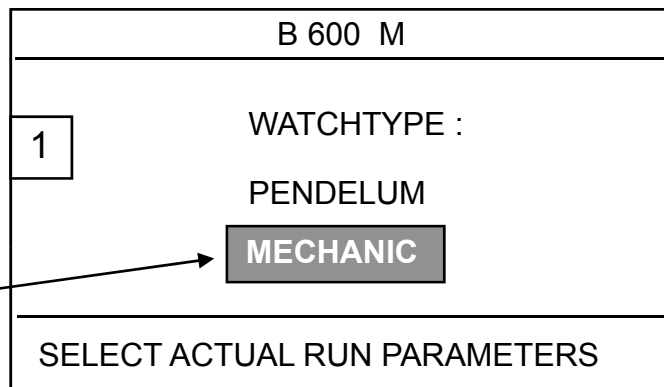 B 600 M
1
WATCHTYPE :
PENDELUM
MECHANIC
SELECT ACTUAL RUN PARAMETERS